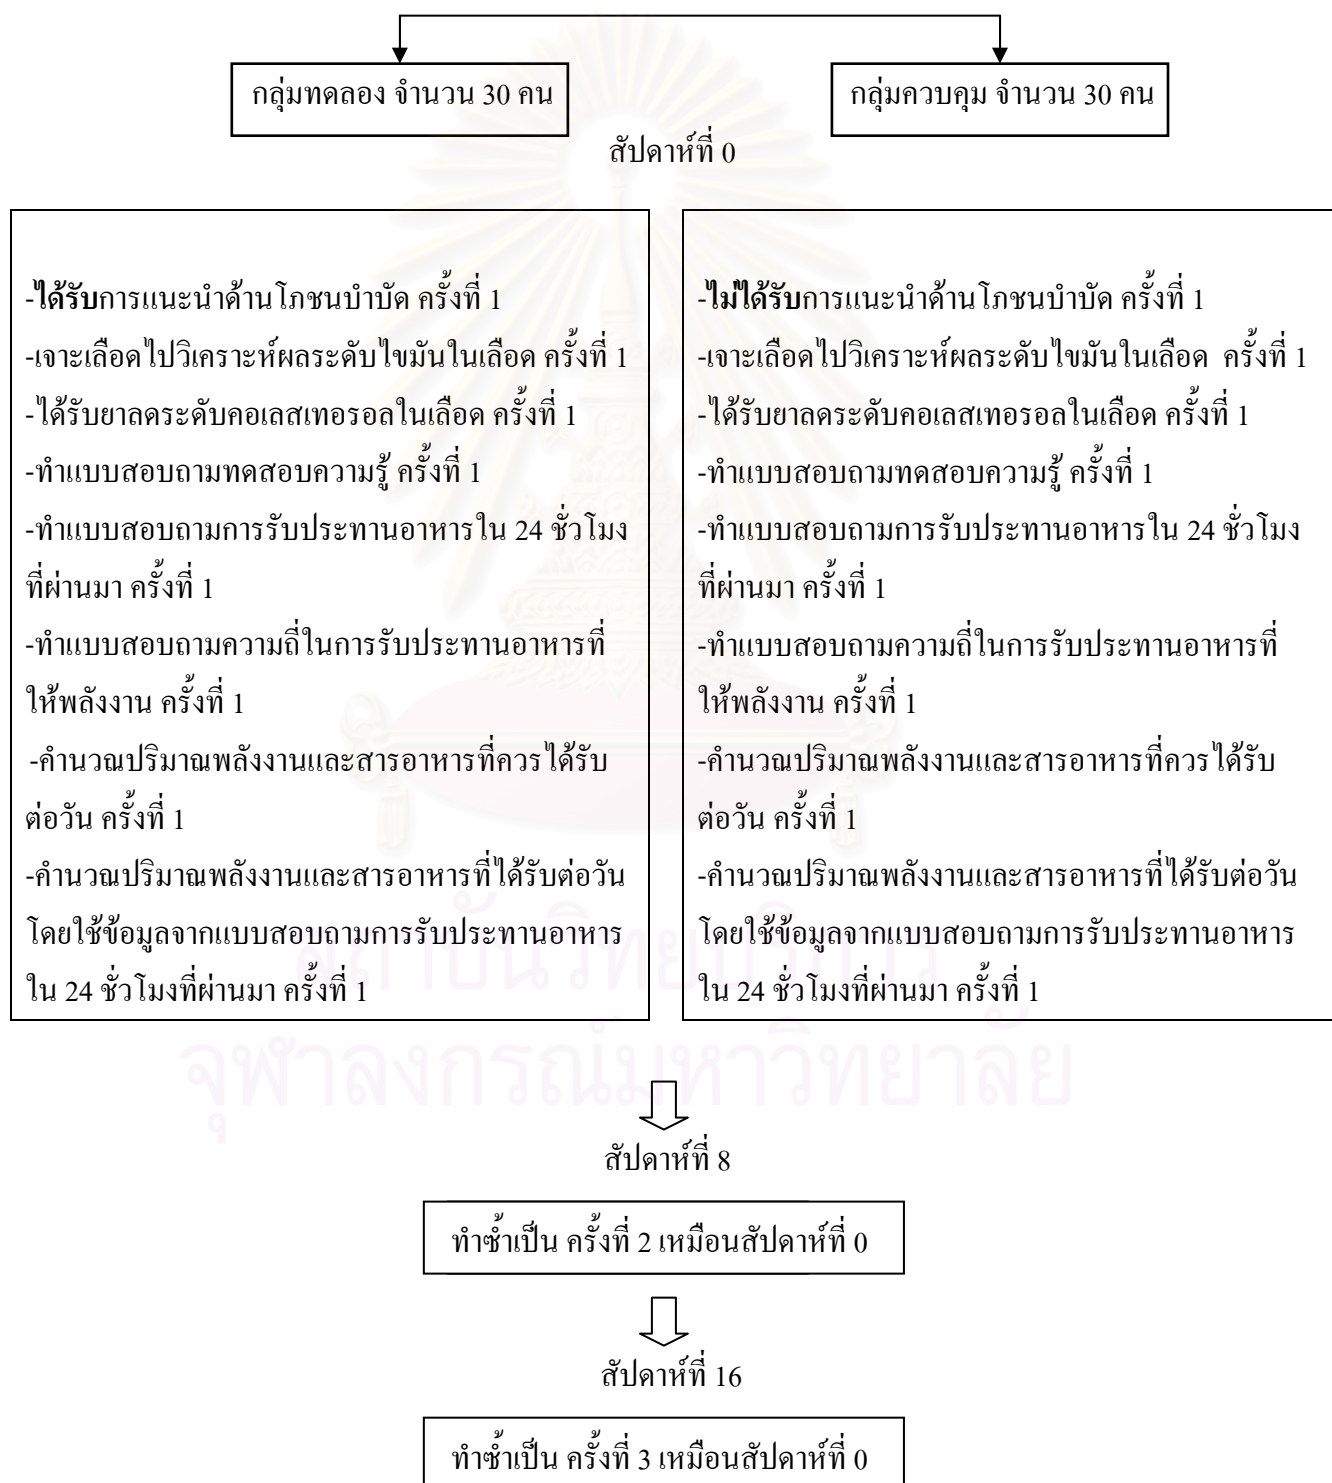 กลุ่มทดลอง จำนวน 30 คน
กลุ่มควบคุม จำนวน 30 คน
สัปดาห์ที่ 0
-ได้รับการแนะนำด้านโภชนบำบัด ครั้งที่ 1
-เจาะเลือดไปวิเคราะห์ผลระดับไขมันในเลือด ครั้งที่ 1
-ได้รับยาลดระดับคอเลสเทอรอลในเลือด ครั้งที่ 1
-ทำแบบสอบถามทดสอบความรู้ ครั้งที่ 1
-ทำแบบสอบถามการรับประทานอาหารใน 24 ชั่วโมง
ที่ผ่านมา ครั้งที่ 1
-ทำแบบสอบถามความถี่ในการรับประทานอาหารที่
ให้พลังงาน ครั้งที่ 1
-คำนวณปริมาณพลังงานและสารอาหารที่ควรได้รับ
ต่อวัน ครั้งที่ 1
-คำนวณปริมาณพลังงานและสารอาหารที่ได้รับต่อวัน
โดยใช้ข้อมูลจากแบบสอบถามการรับประทานอาหาร
ใน 24 ชั่วโมงที่ผ่านมา ครั้งที่ 1
-ไม่ได้รับการแนะนำด้านโภชนบำบัด ครั้งที่ 1
-เจาะเลือดไปวิเคราะห์ผลระดับไขมันในเลือด ครั้งที่ 1
-ได้รับยาลดระดับคอเลสเทอรอลในเลือด ครั้งที่ 1
-ทำแบบสอบถามทดสอบความรู้ ครั้งที่ 1
-ทำแบบสอบถามการรับประทานอาหารใน 24 ชั่วโมง
ที่ผ่านมา ครั้งที่ 1
-ทำแบบสอบถามความถี่ในการรับประทานอาหารที่
ให้พลังงาน ครั้งที่ 1
-คำนวณปริมาณพลังงานและสารอาหารที่ควรได้รับ
ต่อวัน ครั้งที่ 1
-คำนวณปริมาณพลังงานและสารอาหารที่ได้รับต่อวัน
โดยใช้ข้อมูลจากแบบสอบถามการรับประทานอาหาร
ใน 24 ชั่วโมงที่ผ่านมา ครั้งที่ 1
สถาบันวิทยบริการ
จุฬาลงกรณ์มหาวิทยาลัย
สัปดาห์ที่ 8
ทำซ้ำเป็น ครั้งที่ 2 เหมือนสัปดาห์ที่ 0
สัปดาห์ที่ 16
ทำซ้ำเป็น ครั้งที่ 3 เหมือนสัปดาห์ที่ 0